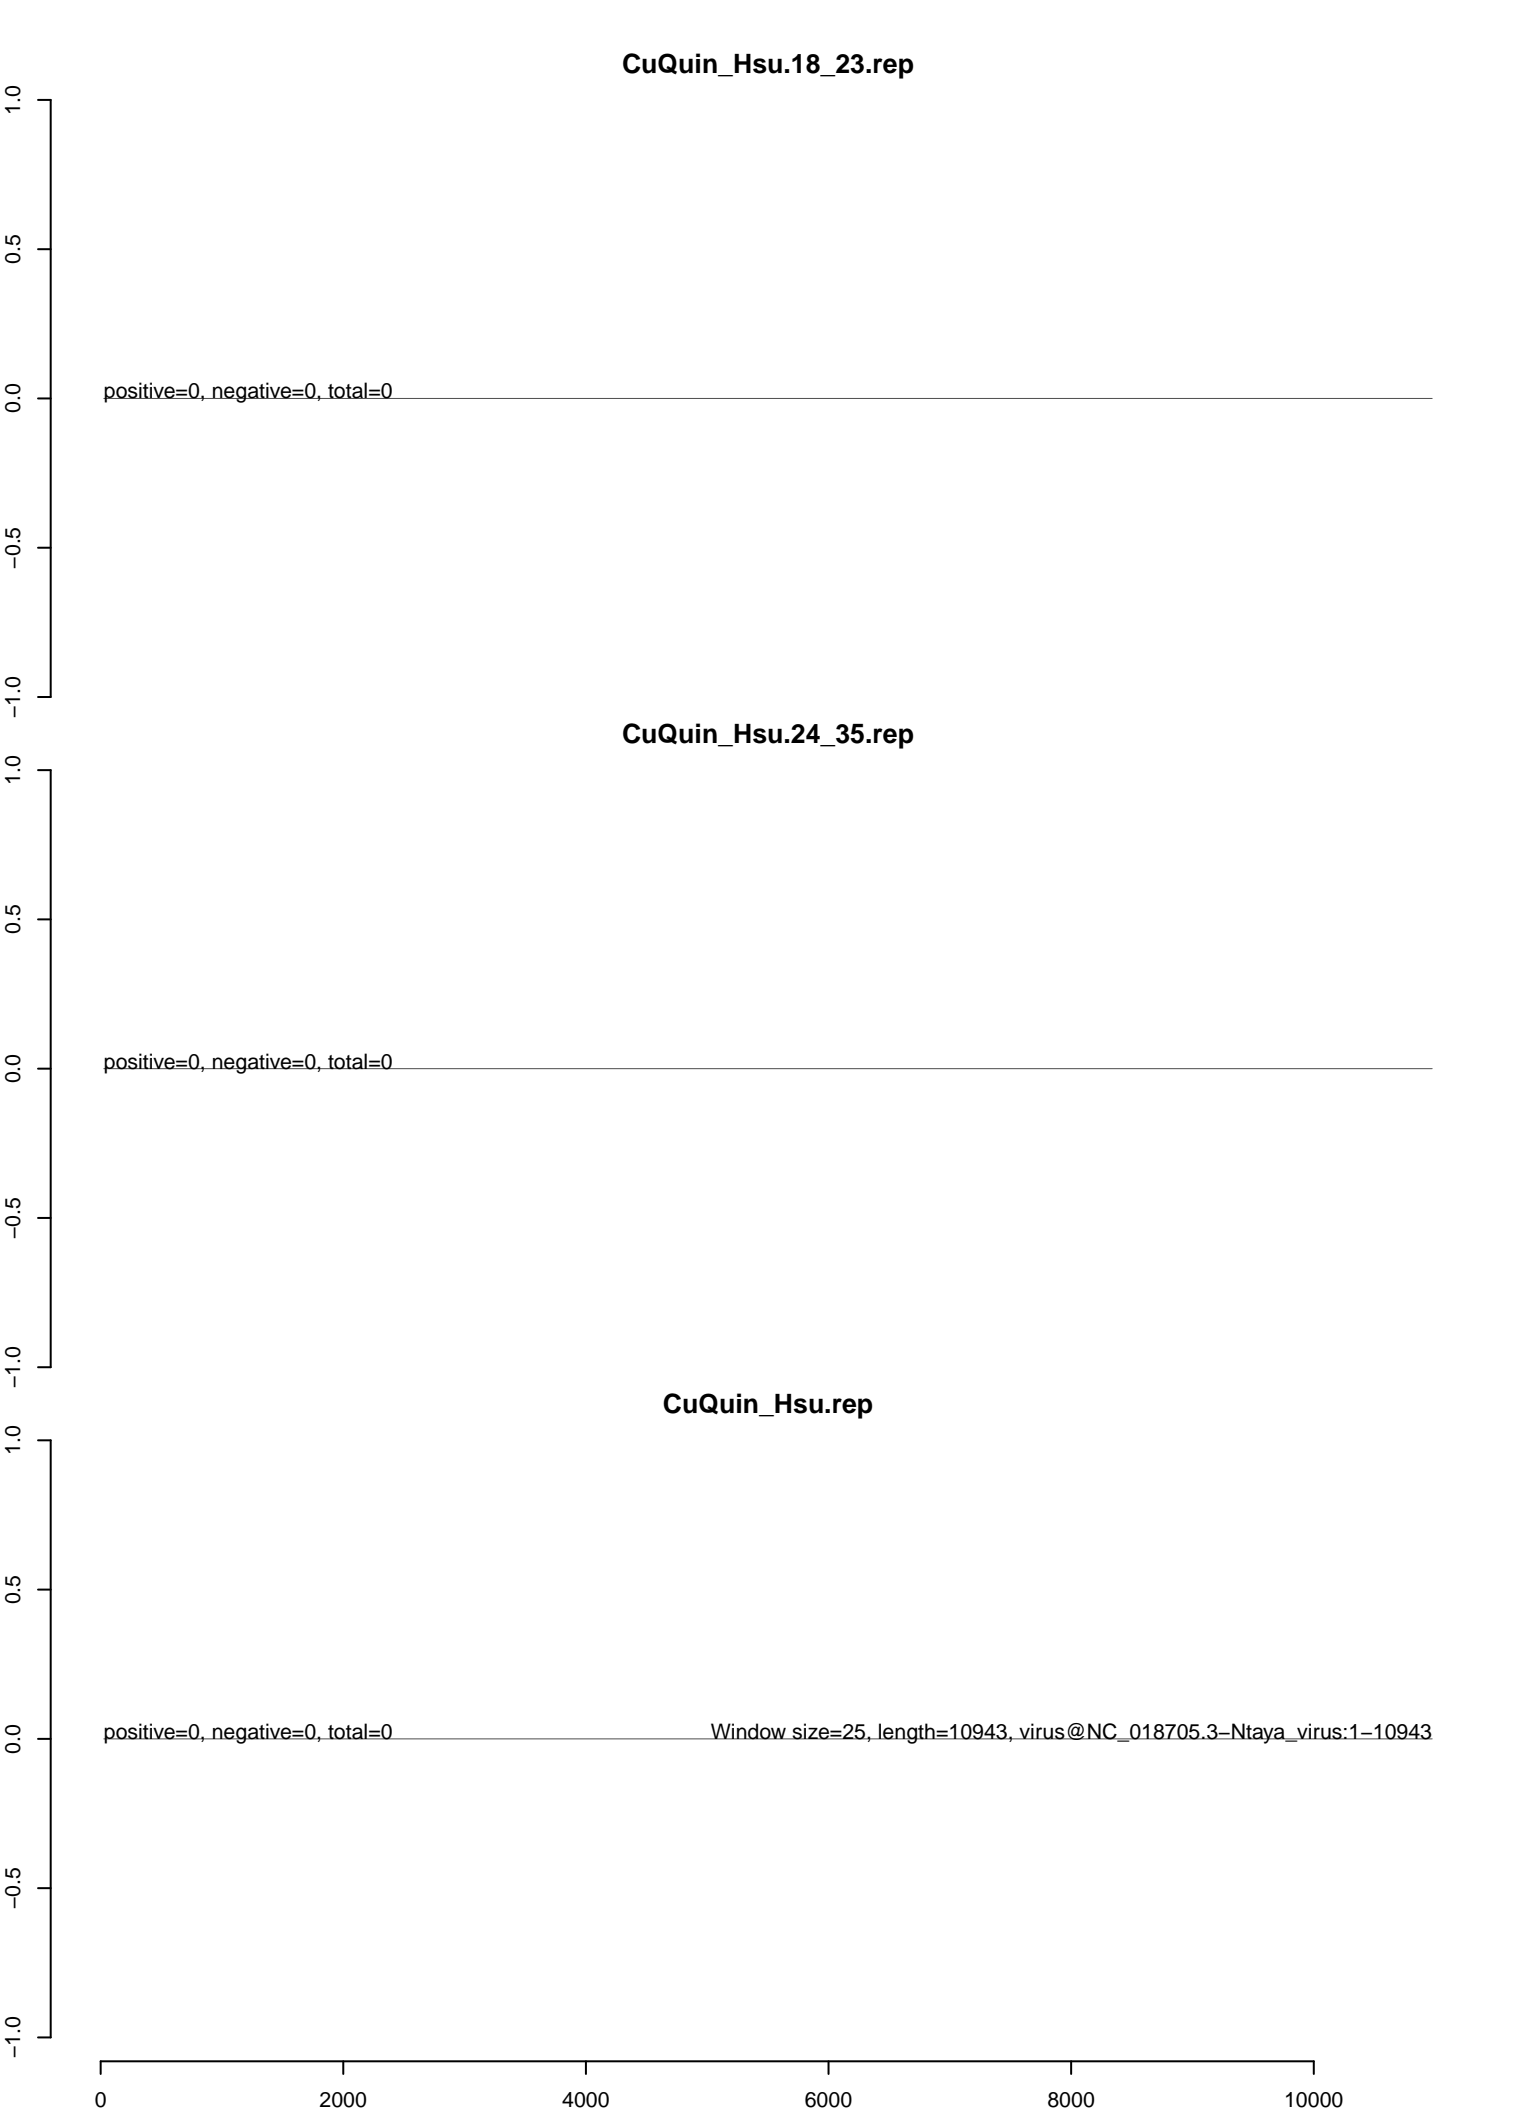 CuQuin_Hsu.18_23.rep
1.0
0.5
0.0
−0.5
−1.0
positive=0, negative=0, total=0
CuQuin_Hsu.24_35.rep
1.0
0.5
0.0
−0.5
−1.0
positive=0, negative=0, total=0
CuQuin_Hsu.rep
1.0
0.5
0.0
−0.5
−1.0
positive=0, negative=0, total=0
Window size=25, length=10943, virus@NC_018705.3−Ntaya_virus:1−10943
0 2000 4000 6000 8000 10000